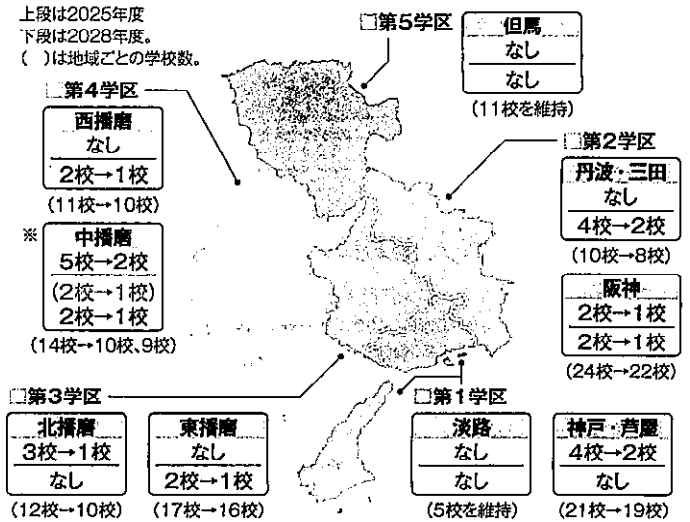 上段は2025年度
下段は2028年度。
( )は地域ごとの学校数。
□第5学区
但馬
なし
なし
(11校を維持)
□第4学区
西播磨
なし
2校→1校
(11校→10校)
※
中播磨
5校→2校
(2校→1校)
2校→1校
(14校→10校、9校)
□第2学区
丹波・三田
なし
4校→2校
(10校→8校)
阪神
2校→1校
2校→1校
(24校→22校)
□第3学区
北播磨
3校→1校
なし
(12校→10校)
東播磨
なし
2校→1校
(17校→16校)
□第1学区
淡路
なし
なし
(5校を維持)
神戸・芦屋
4校→2校
なし
(21校→19校)